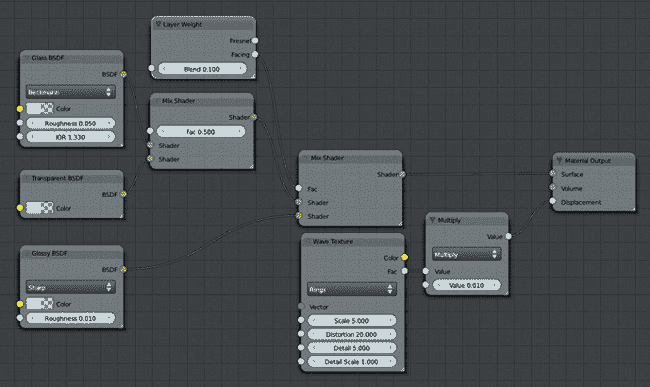 Layer Weight
Fresnel
Facing
Blend 0.100
Glass BSDF
BSDF
Beckmann
Color
Roughness 0.050
IOR 1.330
Mix Shader
Shader
Fac 0.500
Shader
Shader
Transparent BSDF
BSDF
Color
Glossy BSDF
BSDF
Sharp
Color
Roughness 0.010
Mix Shader
Shader
Fac
Shader
Shader
Wave Texture
Color
Fac
Rings
Vector
Scale 5.000
Distortion 20.000
Detail 5.000
Detail Scale 1.000
Multiply
Value
Multiply
Value
Value 0.010
Material Output
Surface
Volume
Displacement